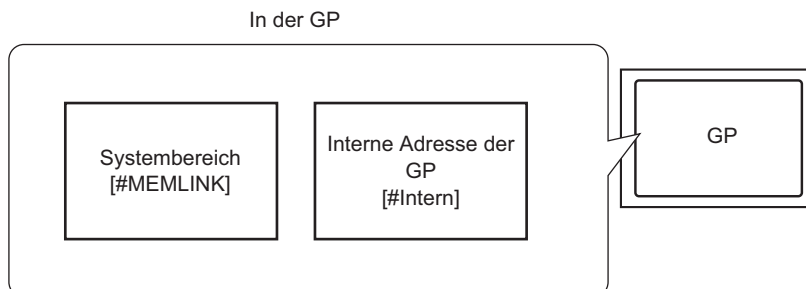 In der GP
Systembereich
[#MEMLINK]
Interne Adresse der
GP
[#Intern]
GP